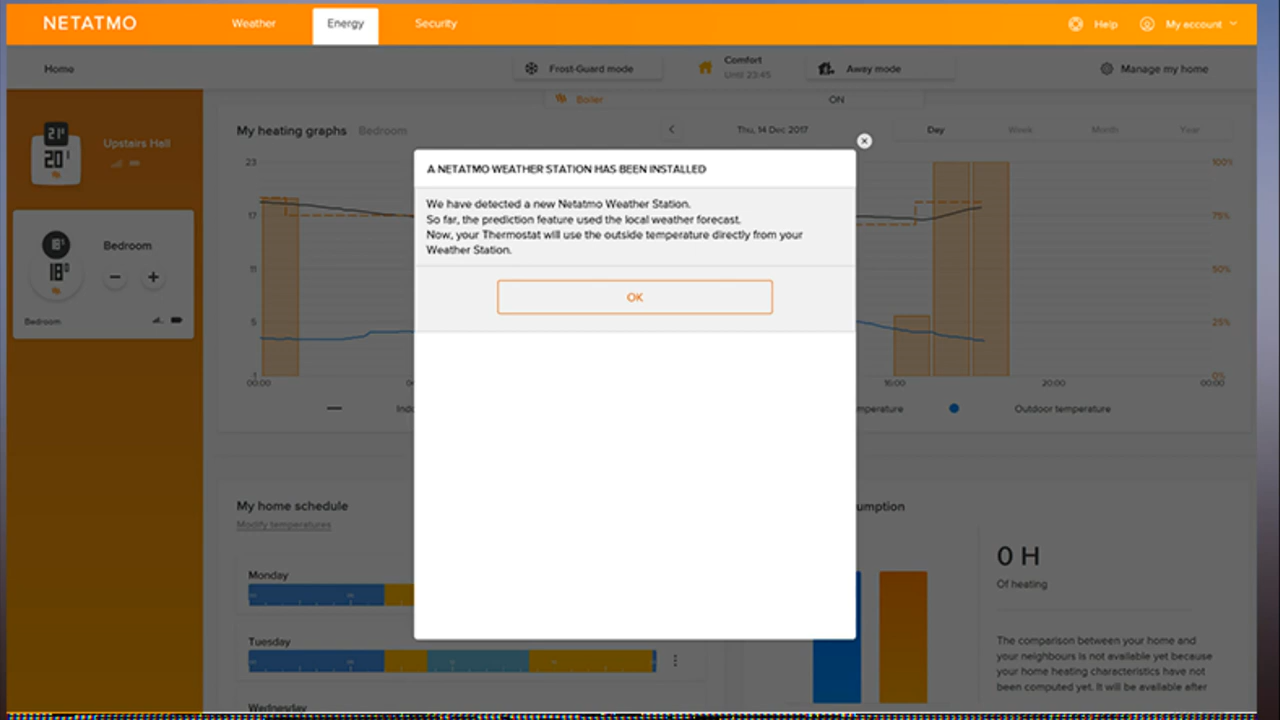 NETATMO
Weather
Energy
Security
Help
My account
Home
Frost-Guard mode
Comfort
Until 23:45
Away mode
Manage my home
Boiler
ON
My heating graphs
Bedroom
Thu, 14 Dec 2017
Day
Week
Month
Year
21°
20°
Upstairs Hall
18°
18°
Bedroom
Bedroom
23
17
11
5
-1
100%
75%
50%
25%
0%
00:00
16:00
20:00
00:00
Outdoor temperature
A NETATMO WEATHER STATION HAS BEEN INSTALLED
We have detected a new Netatmo Weather Station.
So far, the prediction feature used the local weather forecast.
Now, your Thermostat will use the outside temperature directly from your
Weather Station.
OK
My home schedule
Modify temperatures
Monday
Tuesday
Wednesday
0 H
Of heating
The comparison between your home and
your neighbours is not available yet because
your home heating characteristics have not
been computed yet. It will be available after